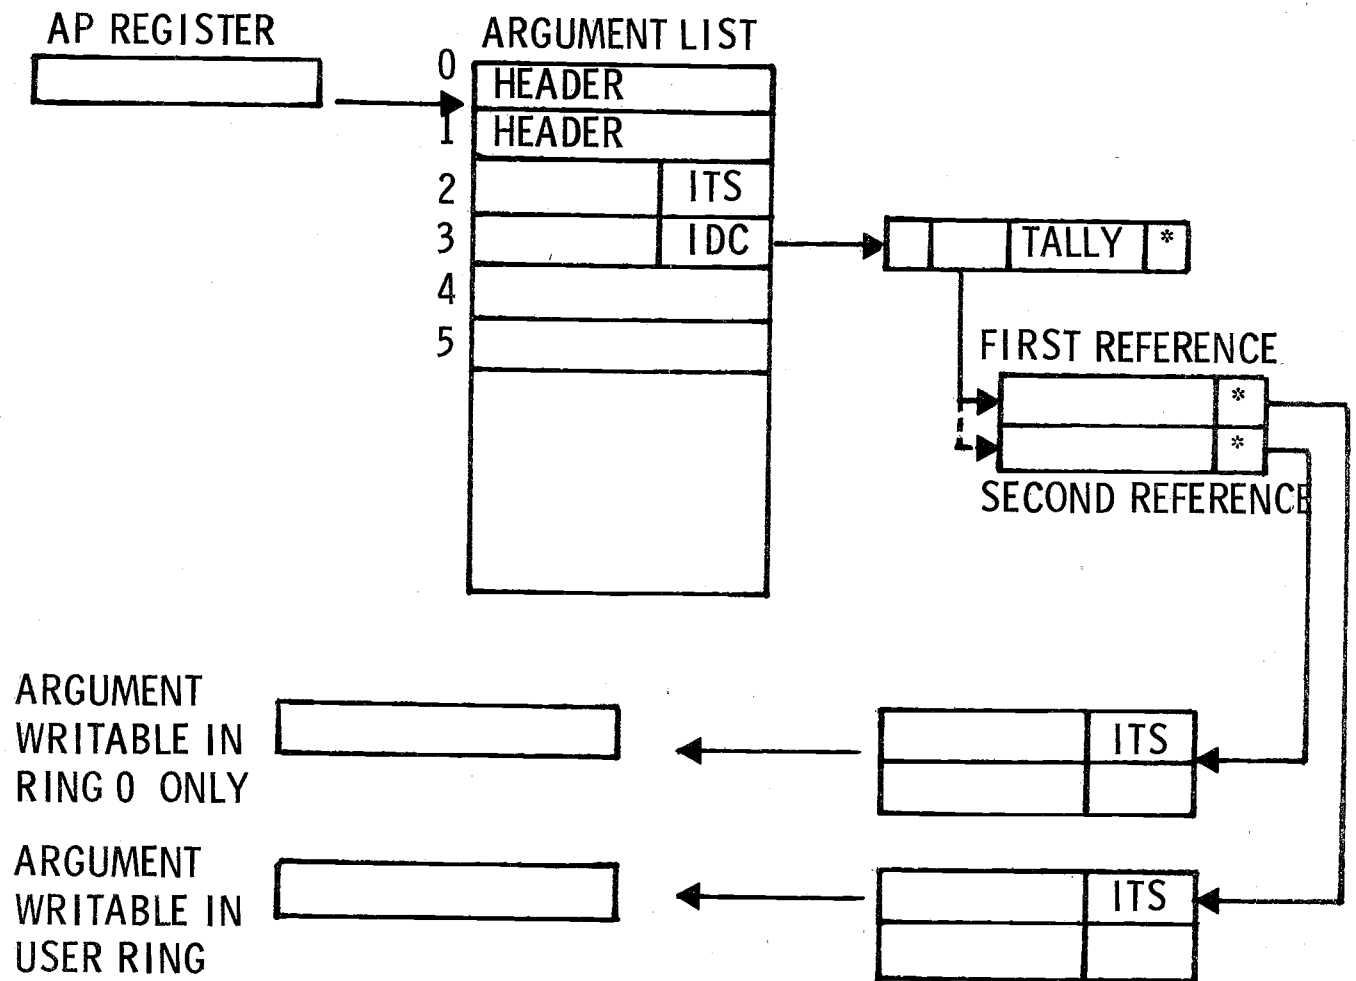 AP REGISTER
ARGUMENT LIST
0 HEADER
1 HEADER
2 ITS
3 IDC
TALLY *
4
5
FIRST REFERENCE
*
*
SECOND REFERENCE
ARGUMENT
WRITABLE IN
RING 0 ONLY
ITS
ARGUMENT
WRITABLE IN
USER RING
ITS